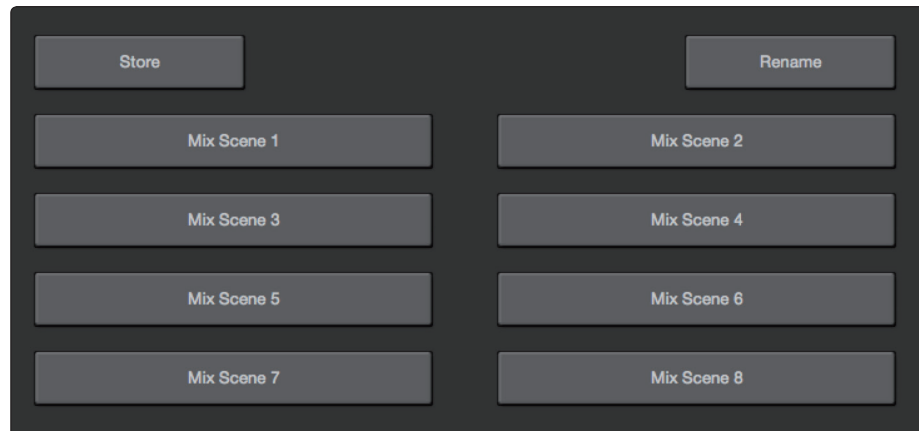 Store
Rename
Mix Scene 1
Mix Scene 2
Mix Scene 3
Mix Scene 4
Mix Scene 5
Mix Scene 6
Mix Scene 7
Mix Scene 8